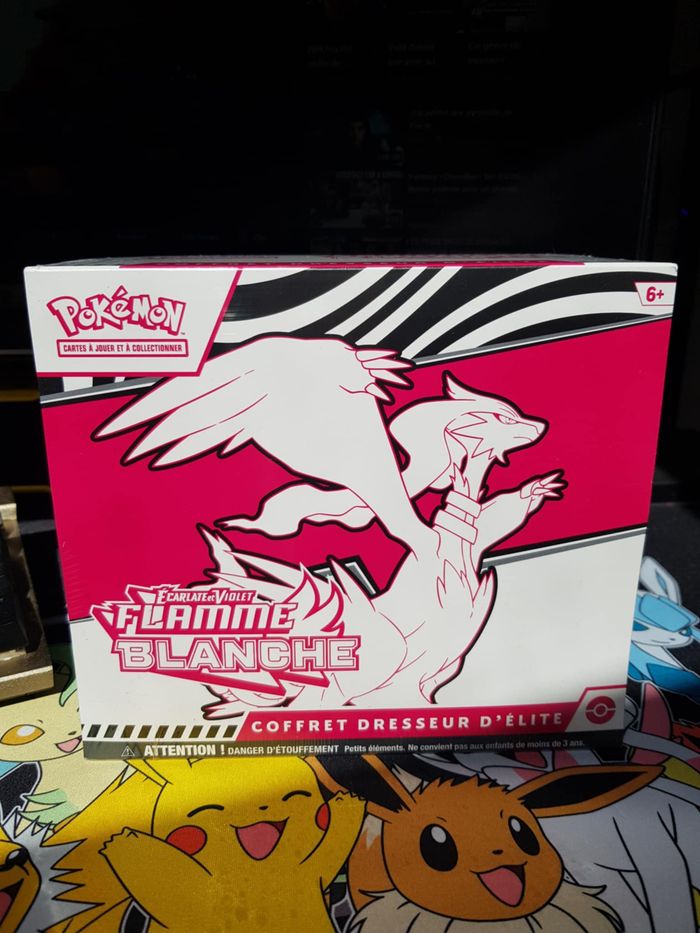 POKéMON
CARTES À JOUER ET À COLLECTIONNER
6+
ÉCARLATE et VIOLET
FLAMME
BLANCHE
COFFRET DRESSEUR D'ÉLITE
ATTENTION ! DANGER D'ÉTOUFFEMENT Petits éléments. Ne convient pas aux enfants de moins de 3 ans.